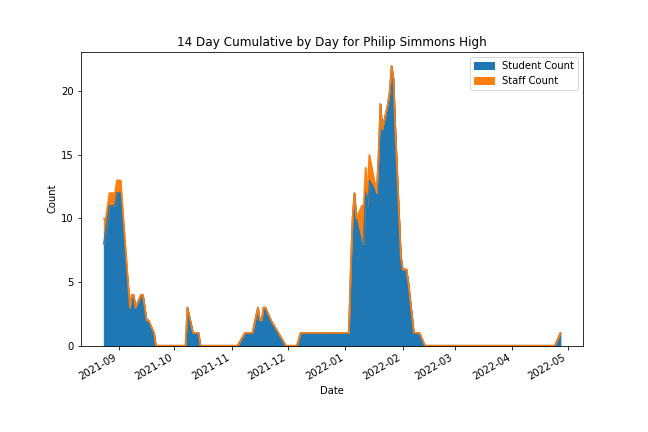 14 Day Cumulative by Day for Philip Simmons High
Student Count
Staff Count
20
15
10
5
0
Count
2021-09
2021-10
2021-11
2021-12
2022-01
2022-02
2022-03
2022-04
2022-05
Date